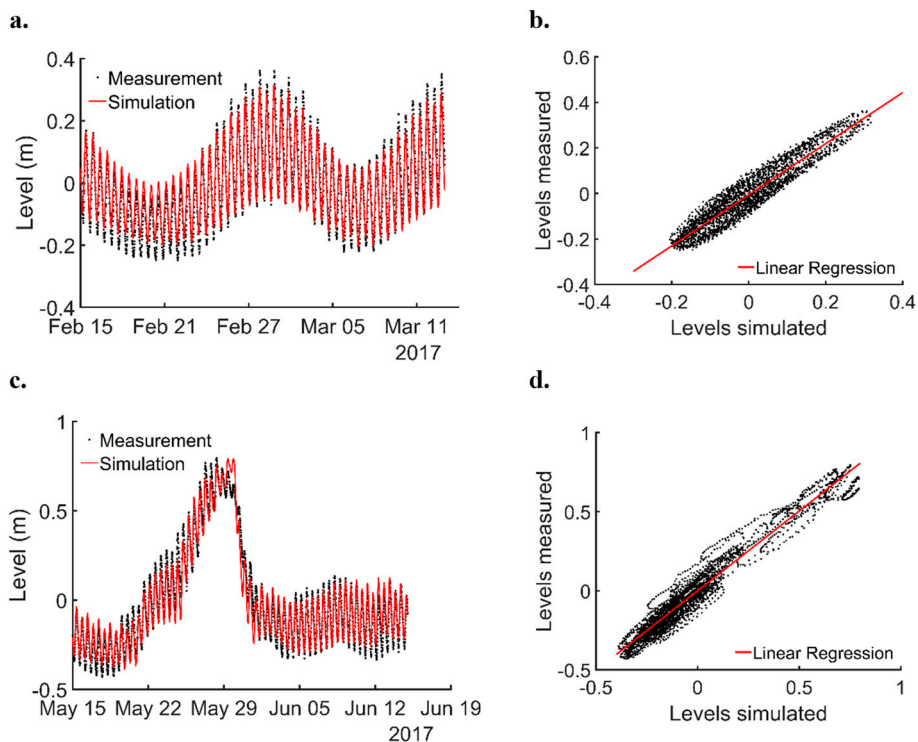 a.
0.4
0.2
0
-0.2
-0.4
Level (m)
Measurement
Simulation
Feb 15 Feb 21 Feb 27 Mar 05 Mar 11
2017
b.
0.6
0.4
0.2
0
-0.2
-0.4
Levels measured
Linear Regression
-0.4 -0.2 0 0.2 0.4
Levels simulated
c.
1
0.5
0
-0.5
Level (m)
Measurement
Simulation
May 15 May 22 May 29 Jun 05 Jun 12 Jun 19
2017
d.
1
0.5
0
-0.5
Levels measured
Linear Regression
-0.5 0 0.5 1
Levels simulated